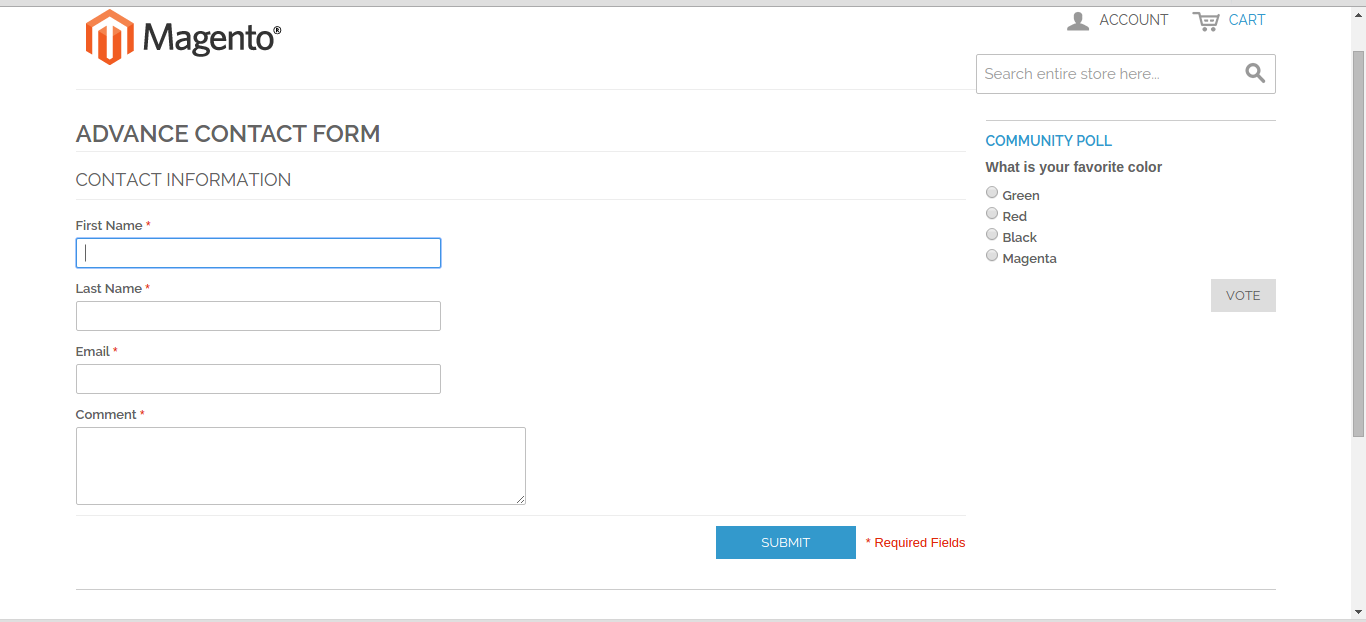 Magento®
ACCOUNT
CART
Search entire store here...
ADVANCE CONTACT FORM
CONTACT INFORMATION
First Name *
Last Name *
Email *
Comment *
SUBMIT
* Required Fields
COMMUNITY POLL
What is your favorite color
Green
Red
Black
Magenta
VOTE